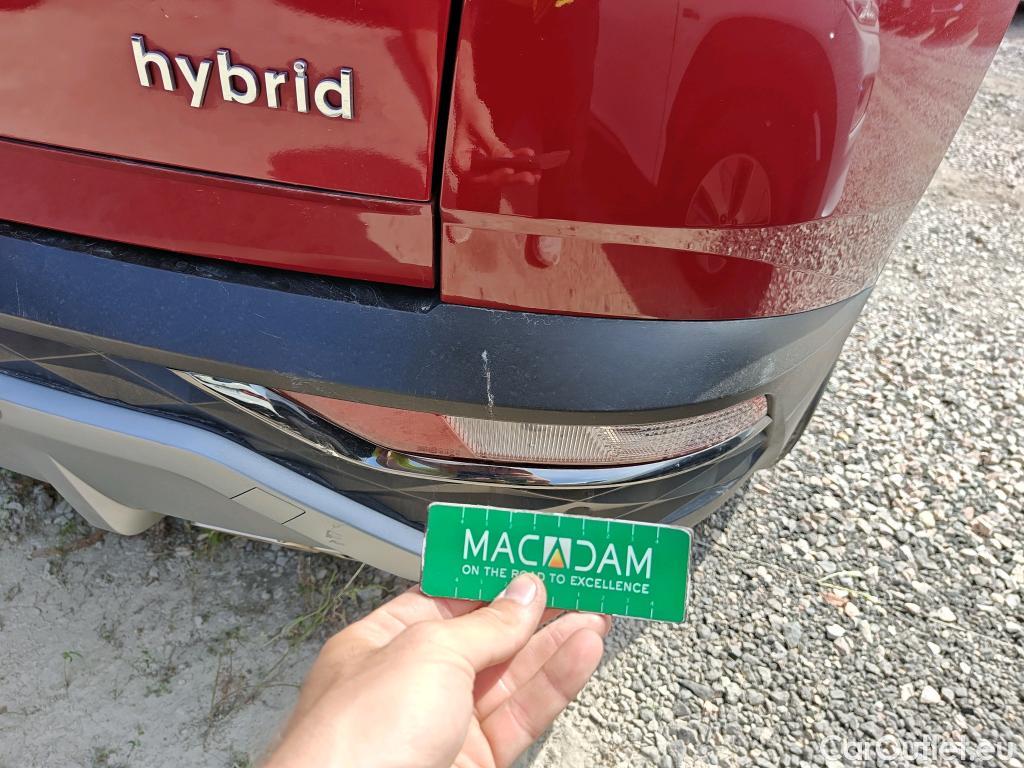 hybrid
MACADAM
ON THE ROAD TO EXCELLENCE
CarOutlet.eu